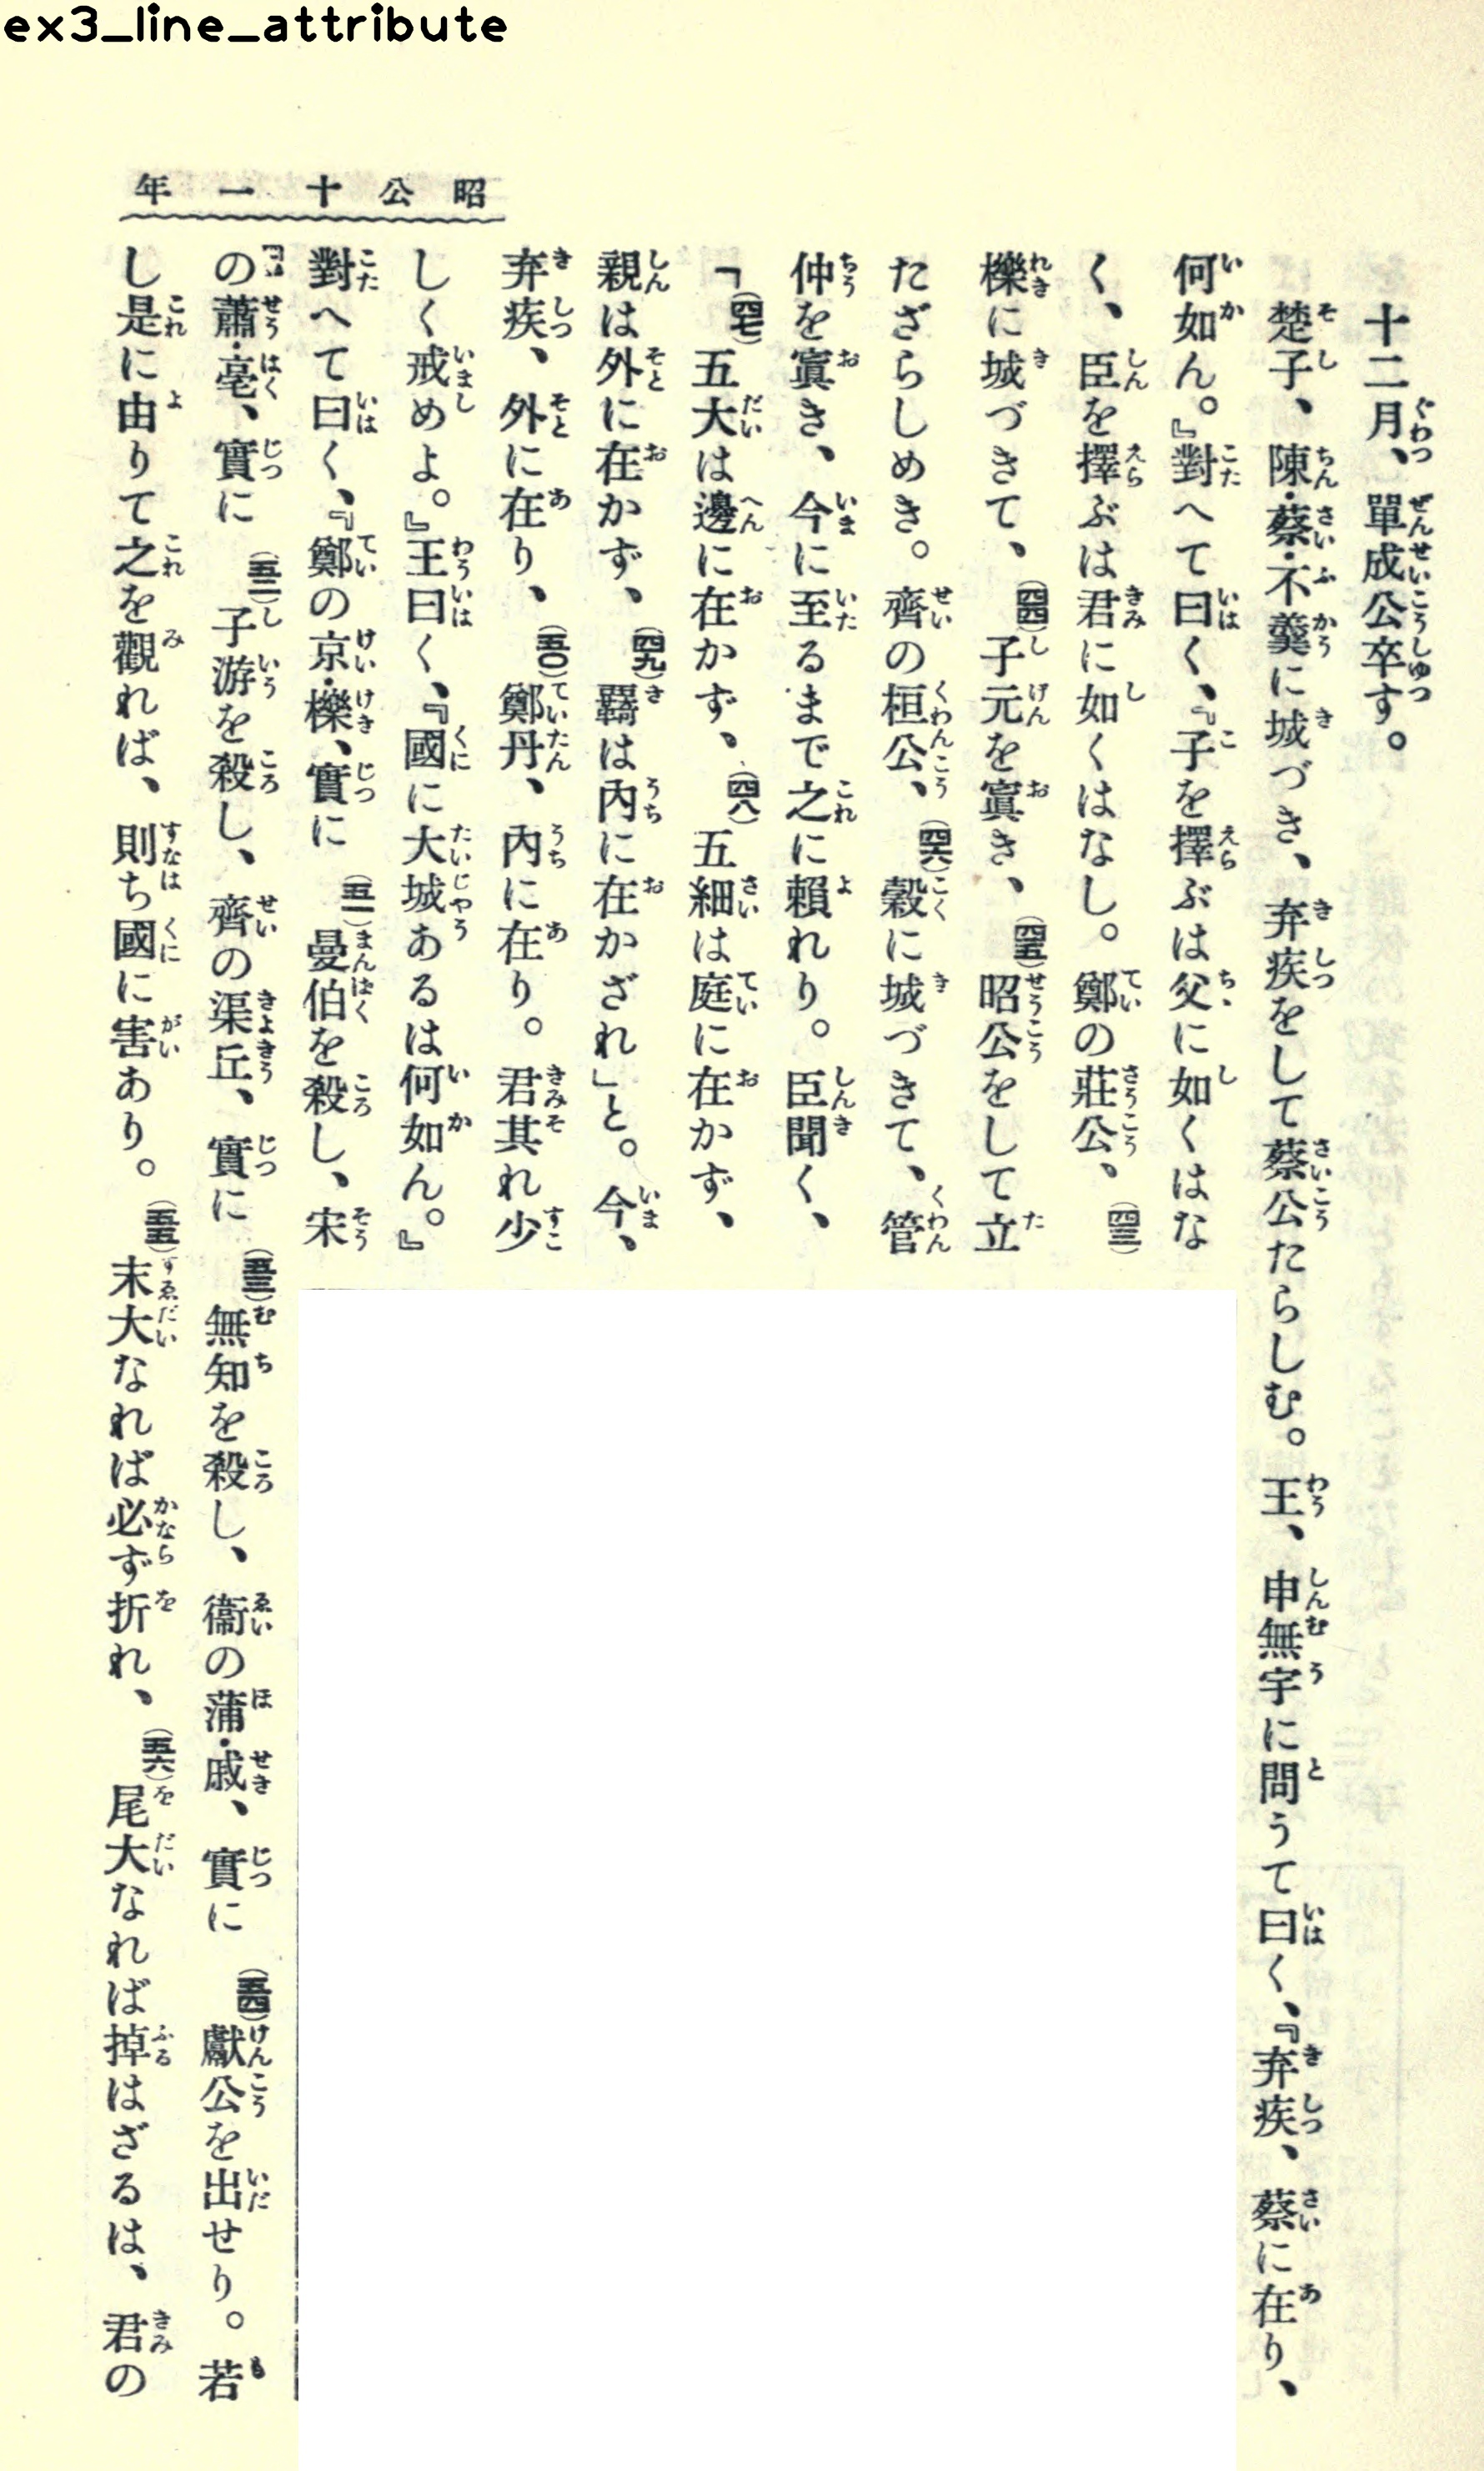 ex3_line_attribute
昭公十一年
十二月、單成公卒す。
楚子、陳・蔡・不羹に城づき、弃疾をして蔡公たらしむ。王、申無宇に問うて曰く、『弃疾、蔡に在り、
何如ん。』對へて曰く、『子を擇ぶは父に如くはな
く、臣を擇ぶは君に如くはなし。鄭の莊公、(四三)
櫟に城づきて、(四四)子元を寘き、(四五)昭公をして立
たざらしめき。齊の桓公、(四六)穀に城づきて、管
仲を寘き、今に至るまで之に賴れり。臣聞く、
「(四七)五大は邊に在かず、(四八)五細は庭に在かず、
親は外に在かず、(四九)羇は內に在かざれ」と。今、
弃疾、外に在り、(五〇)鄭丹、內に在り。君其れ少
しく戒めよ。』王曰く、『國に大城あるは何如ん。』
對へて曰く、『鄭の京・櫟、實に(五一)曼伯を殺し、宋
の蕭・亳、實に(五二)子游を殺し、齊の渠丘、實に(五三)無知を殺し、衞の蒲・戚、實に(五四)獻公を出せり。若
し是に由りて之を觀れば、則ち國に害あり。(五五)末大なれば必ず折れ、(五六)尾大なれば掉はざるは、君の